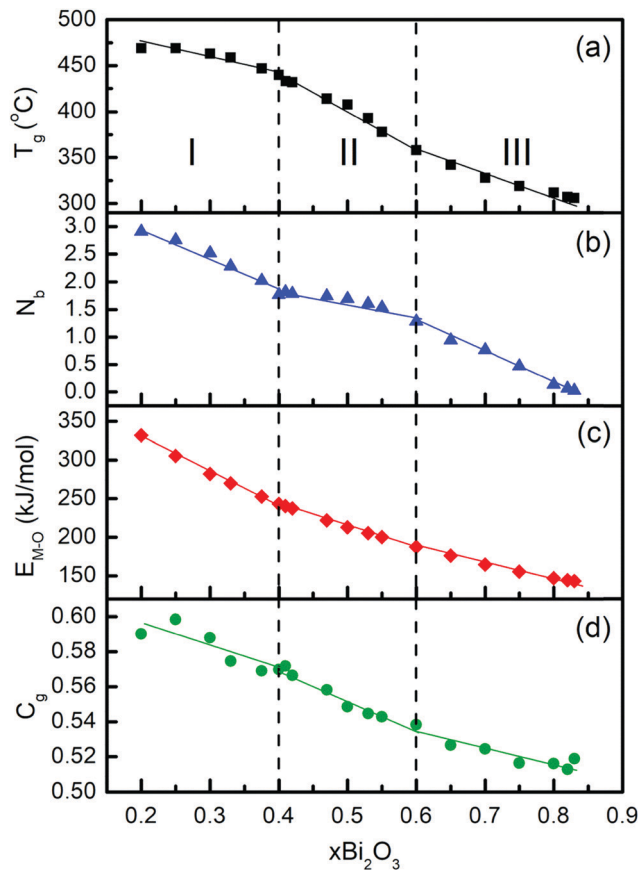 500
450
400
350
300
T_g (°C)
(a)
I
II
III
3.0
2.5
2.0
1.5
1.0
0.5
0.0
N_b
(b)
350
300
250
200
150
E_M-O (kJ/mol)
(c)
0.60
0.58
0.56
0.54
0.52
0.50
C_g
(d)
0.2 0.3 0.4 0.5 0.6 0.7 0.8 0.9
xBi₂O₃